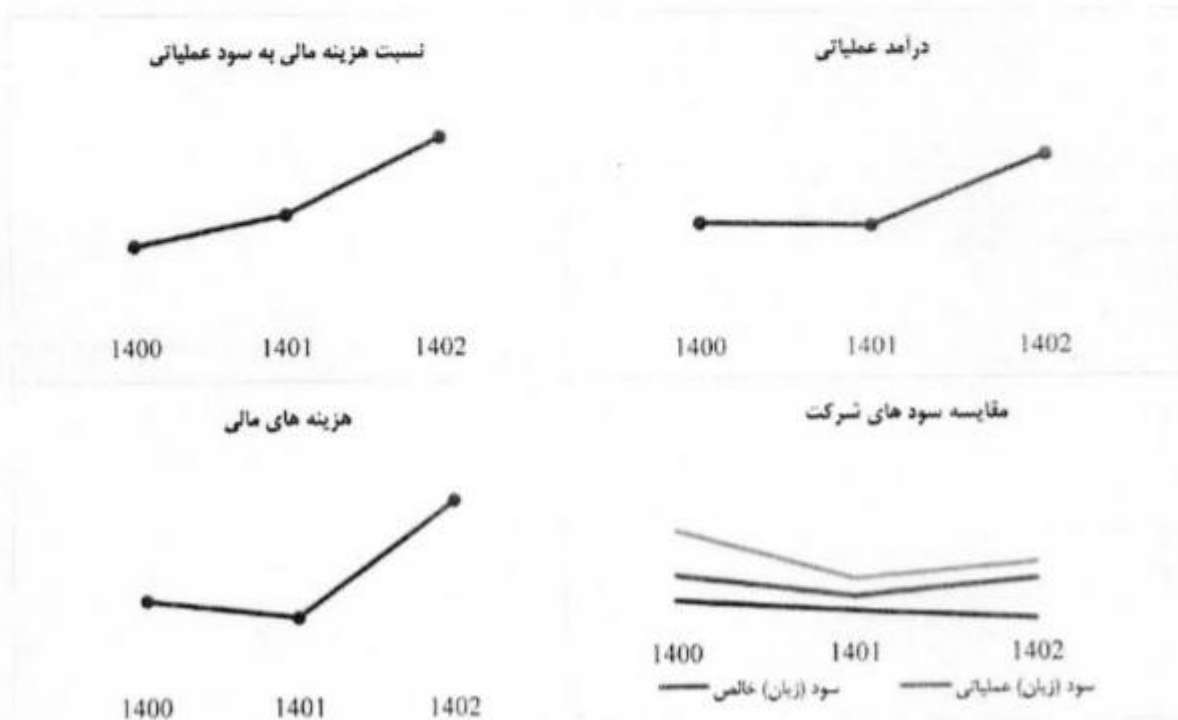 درآمد عملیاتی
1400 1401 1402
نسبت هزینه مالی به سود عملیاتی
1400 1401 1402
مقایسه سود های شرکت
1400 1401 1402
سود (زیان) عملیاتی سود (زیان) خالص
هزینه های مالی
1400 1401 1402